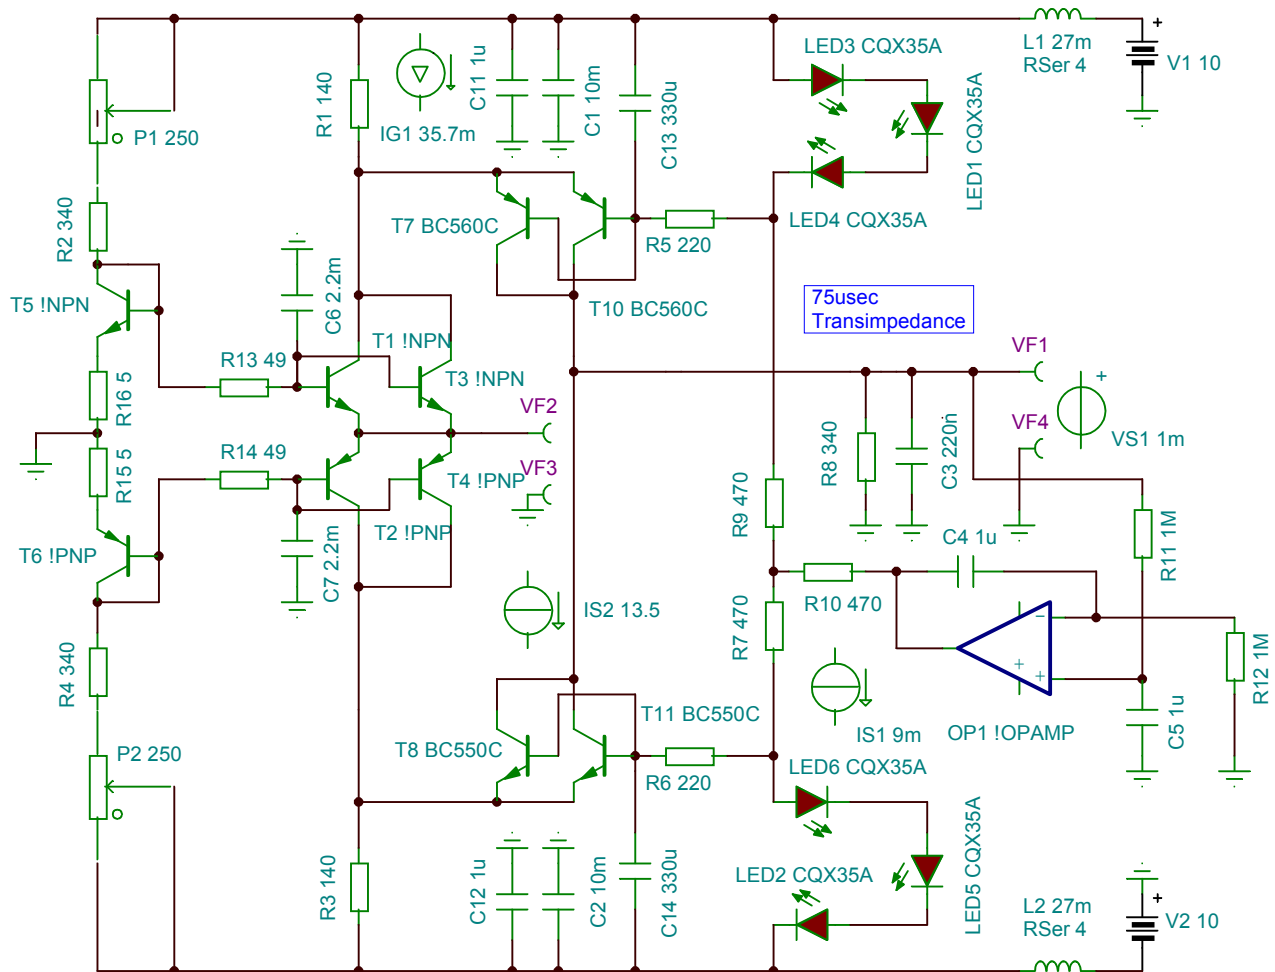 LED3 CQX35A
L1 27m
RSer 4
+
V1 10
R1 140
IG1 35.7m
C11 1u
C1 10m
C13 330u
LED1 CQX35A
P1 250
LED4 CQX35A
R2 340
T7 BC560C
R5 220
T5 !NPN
C6 2.2m
T10 BC560C
75usec
Transimpedance
T1 !NPN
R13 49
T3 !NPN
VF1
R16 5
VF2
VF4
+
VS1 1m
R14 49
R15 5
VF3
T4 !PNP
T2 !PNP
R8 340
C3 220n
R9 470
T6 !PNP
C7 2.2m
C4 1u
R11 1M
IS2 13.5
R10 470
R7 470
R4 340
-
+
+
R12 1M
T11 BC550C
C5 1u
P2 250
T8 BC550C
IS1 9m
OP1 !OPAMP
R6 220
LED6 CQX35A
R3 140
C12 1u
C2 10m
C14 330u
LED2 CQX35A
LED5 CQX35A
L2 27m
RSer 4
+
V2 10